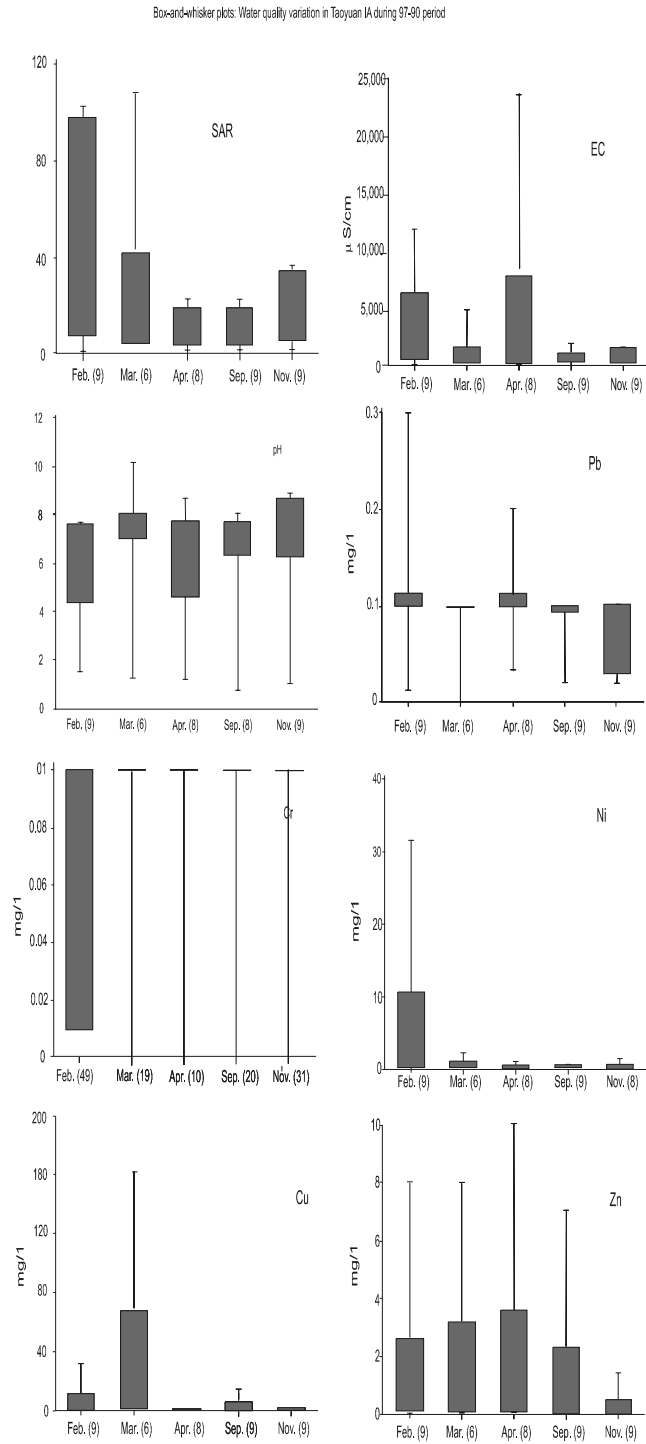 Box-and-whisker plots: Water quality variation in Taoyuan IA during 97-90 period
120
80
40
0
SAR
Feb. (9) Mar. (6) Apr. (8) Sep. (9) Nov. (9)
25,000
20,000
15,000
10,000
5,000
0
µ S/cm
EC
Feb. (9) Mar. (6) Apr. (8) Sep. (9) Nov. (9)
12
10
8
6
4
2
0
pH
Feb. (9) Mar. (6) Apr. (8) Sep. (8) Nov. (9)
0.3
0.2
0.1
0
mg/1
Pb
Feb. (9) Mar. (6) Apr. (8) Sep. (9) Nov. (9)
01
0.08
0.06
0.04
0.02
0
mg/1
Cr
Feb. (49) Mar. (19) Apr. (10) Sep. (20) Nov. (31)
40
30
20
10
0
mg/1
Ni
Feb. (9) Mar. (6) Apr. (8) Sep. (9) Nov. (8)
200
180
120
80
40
0
mg/1
Cu
Feb. (9) Mar. (6) Apr. (8) Sep. (9) Nov. (9)
10
8
6
4
2
0
mg/1
Zn
Feb. (9) Mar. (6) Apr. (8) Sep. (9) Nov. (9)